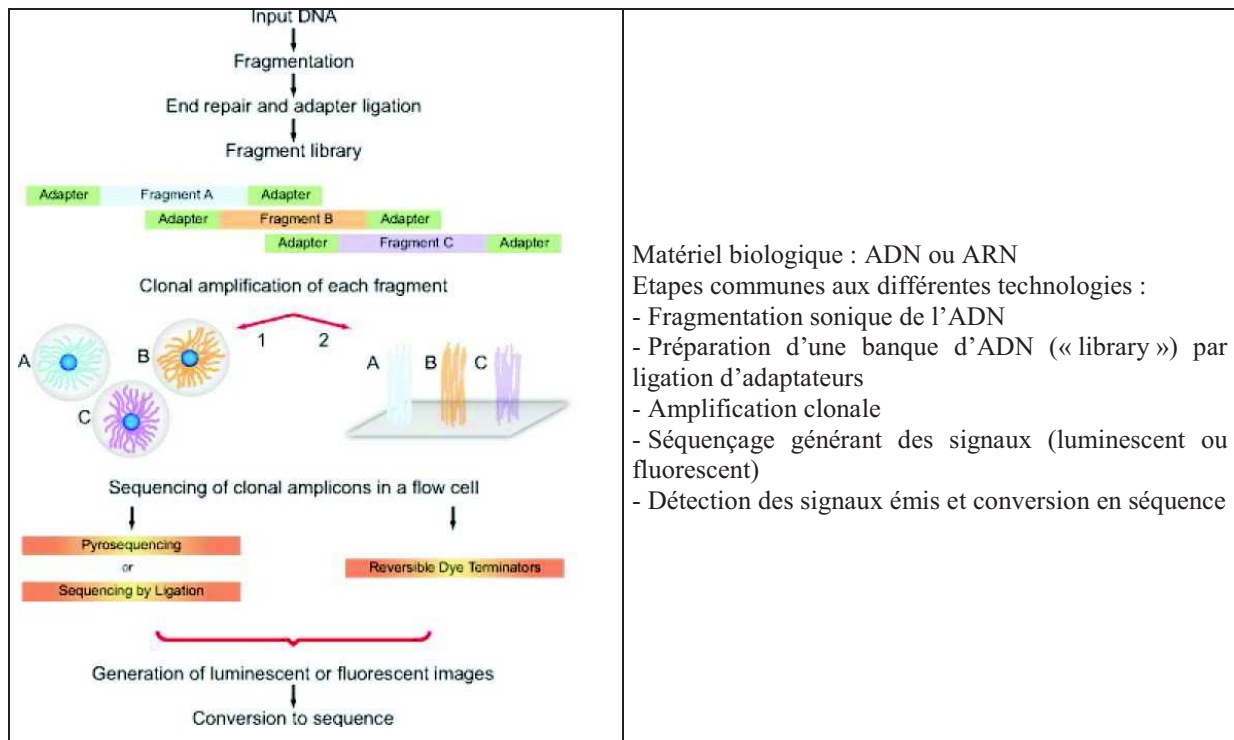 Input DNA
Fragmentation
End repair and adapter ligation
Fragment library
Adapter Fragment A Adapter
Adapter Fragment B Adapter
Adapter Fragment C Adapter
Clonal amplification of each fragment
1 2
A B C
A B C
Sequencing of clonal amplicons in a flow cell
Pyrosequencing
or
Sequencing by Ligation
Reversible Dye Terminators
Generation of luminescent or fluorescent images
Conversion to sequence
Matériel biologique : ADN ou ARN
Etapes communes aux différentes technologies :
- Fragmentation sonique de l’ADN
- Préparation d’une banque d’ADN (« library ») par
ligation d’adaptateurs
- Amplification clonale
- Séquençage générant des signaux (luminescent ou
fluorescent)
- Détection des signaux émis et conversion en séquence